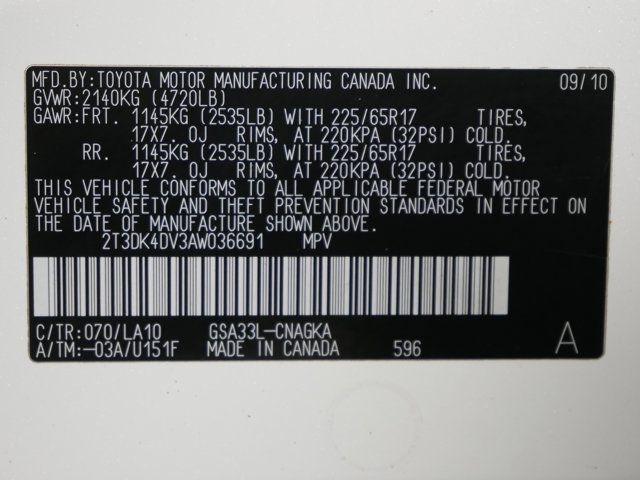 MFD.BY:TOYOTA MOTOR MANUFACTURING CANADA INC. 09/10
GVWR:2140KG (4720LB)
GAWR:FRT. 1145KG (2535LB) WITH 225/65R17 TIRES,
17X7.0J RIMS, AT 220KPA (32PSI) COLD.
RR. 1145KG (2535LB) WITH 225/65R17 TIRES,
17X7.0J RIMS, AT 220KPA (32PSI) COLD.
THIS VEHICLE CONFORMS TO ALL APPLICABLE FEDERAL MOTOR
VEHICLE SAFETY AND THEFT PREVENTION STANDARDS IN EFFECT ON
THE DATE OF MANUFACTURE SHOWN ABOVE.
2T3DK4DV3AW036691 MPV
C/TR:070/LA10 GSA33L-CNAGKA
A/TM:-03A/U151F MADE IN CANADA 596 A